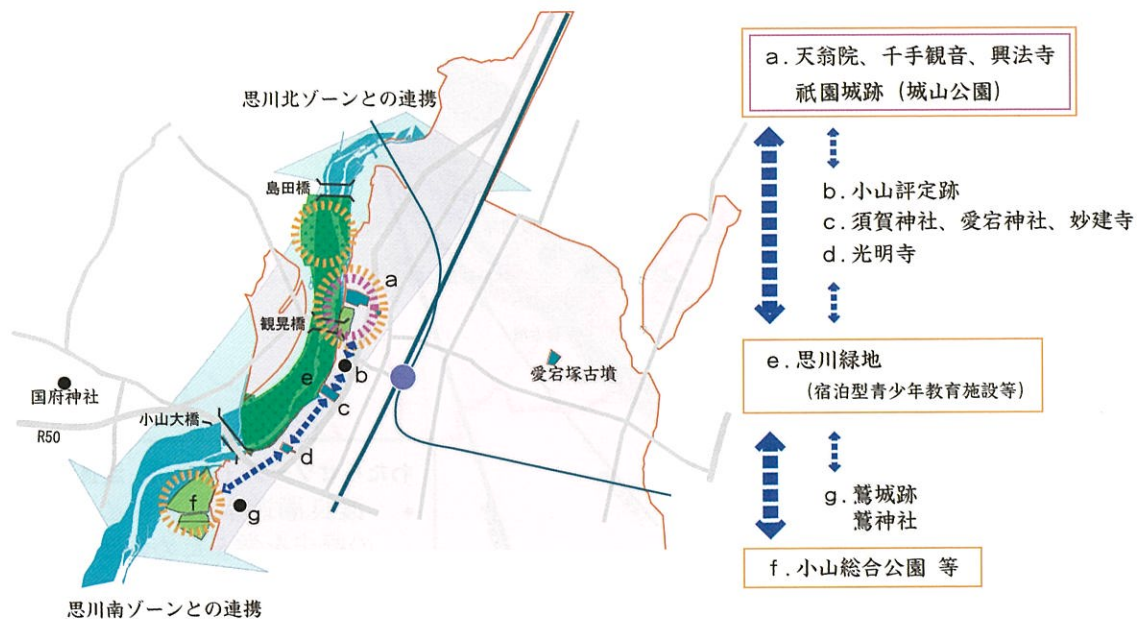 思川北ゾーンとの連携
島田橋
a
観晃橋
e
b
c
国府神社
小山大橋
R50
d
f
g
愛宕塚古墳
思川南ゾーンとの連携
a．天翁院、千手観音、興法寺
祇園城跡（城山公園）
b．小山評定跡
c．須賀神社、愛宕神社、妙建寺
d．光明寺
e．思川緑地
（宿泊型青少年教育施設等）
g．鷲城跡
鷲神社
f．小山総合公園 等